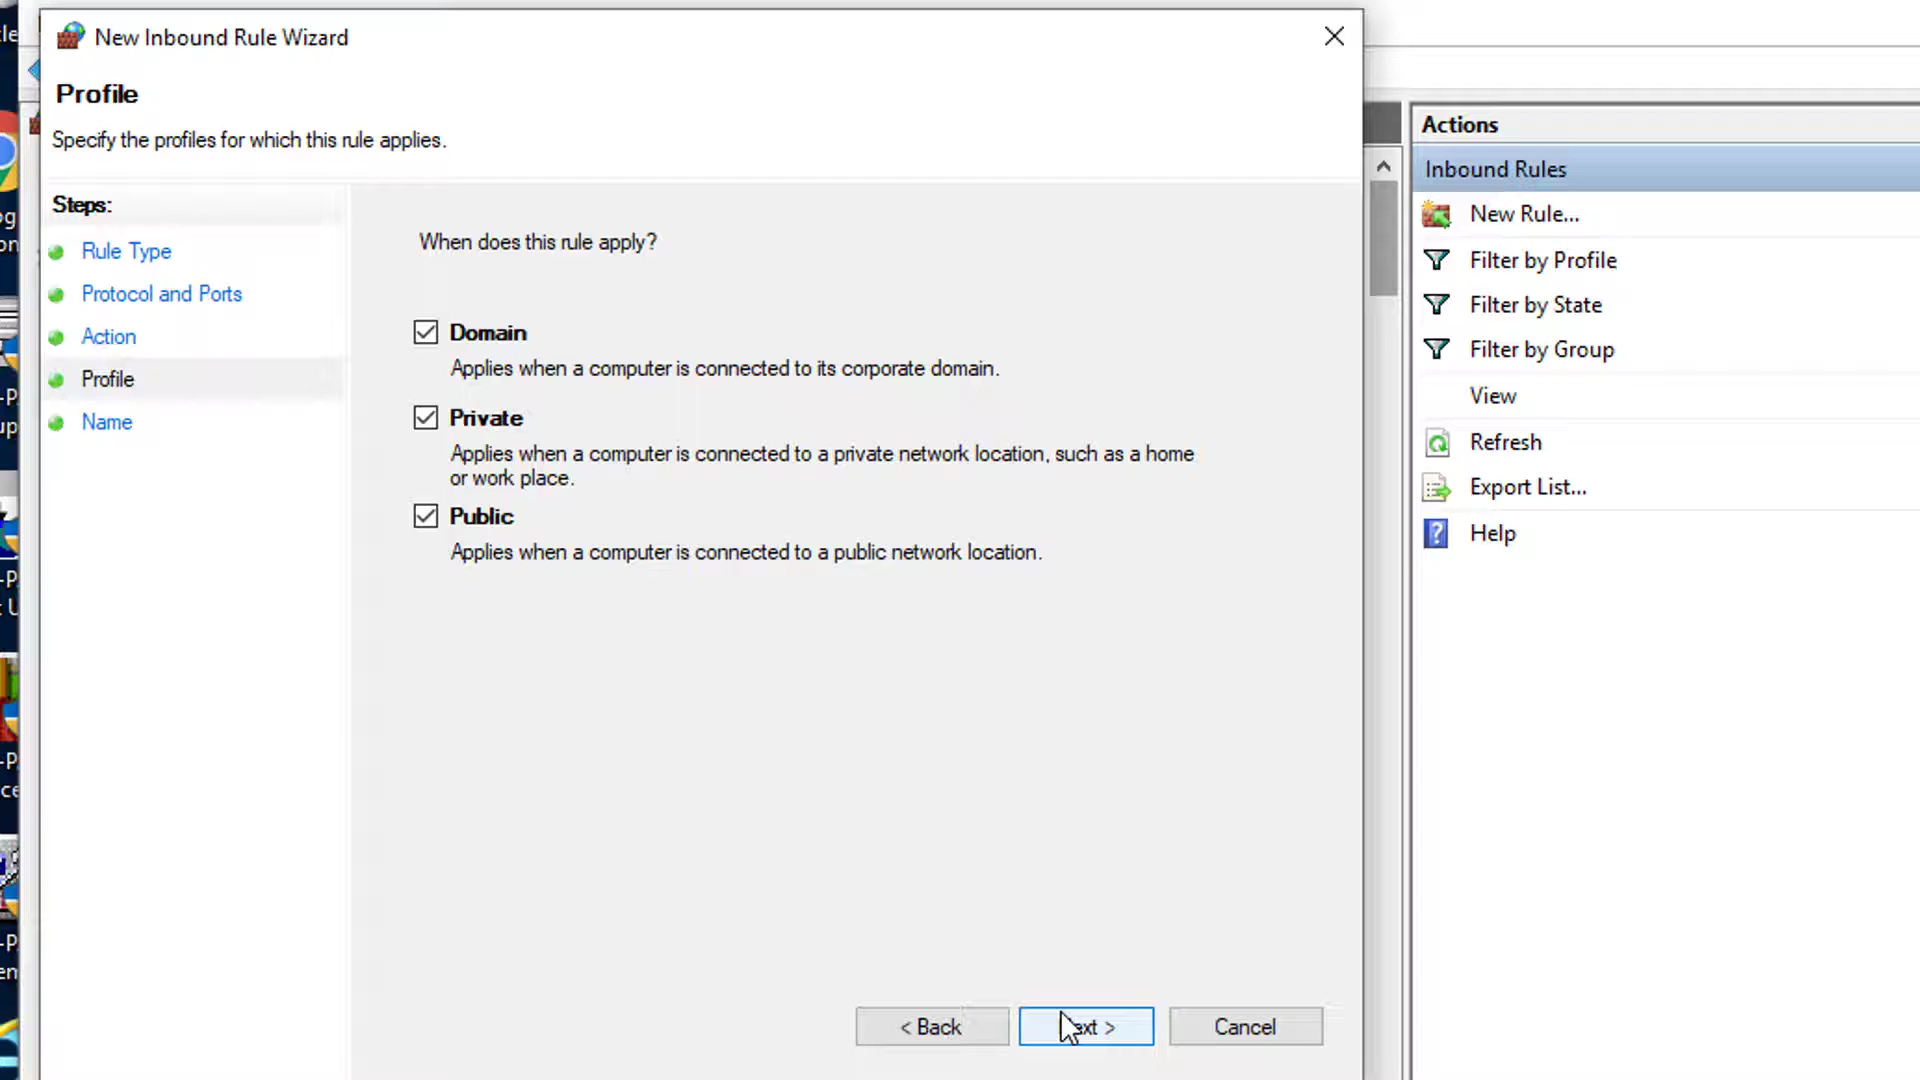 New Inbound Rule Wizard
Profile
Specify the profiles for which this rule applies.
Steps:
Rule Type
Protocol and Ports
Action
Profile
Name
When does this rule apply?
Domain
Applies when a computer is connected to its corporate domain.
Private
Applies when a computer is connected to a private network location, such as a home
or work place.
Public
Applies when a computer is connected to a public network location.
< Back
ext >
Cancel
Actions
Inbound Rules
New Rule...
Filter by Profile
Filter by State
Filter by Group
View
Refresh
Export List...
Help